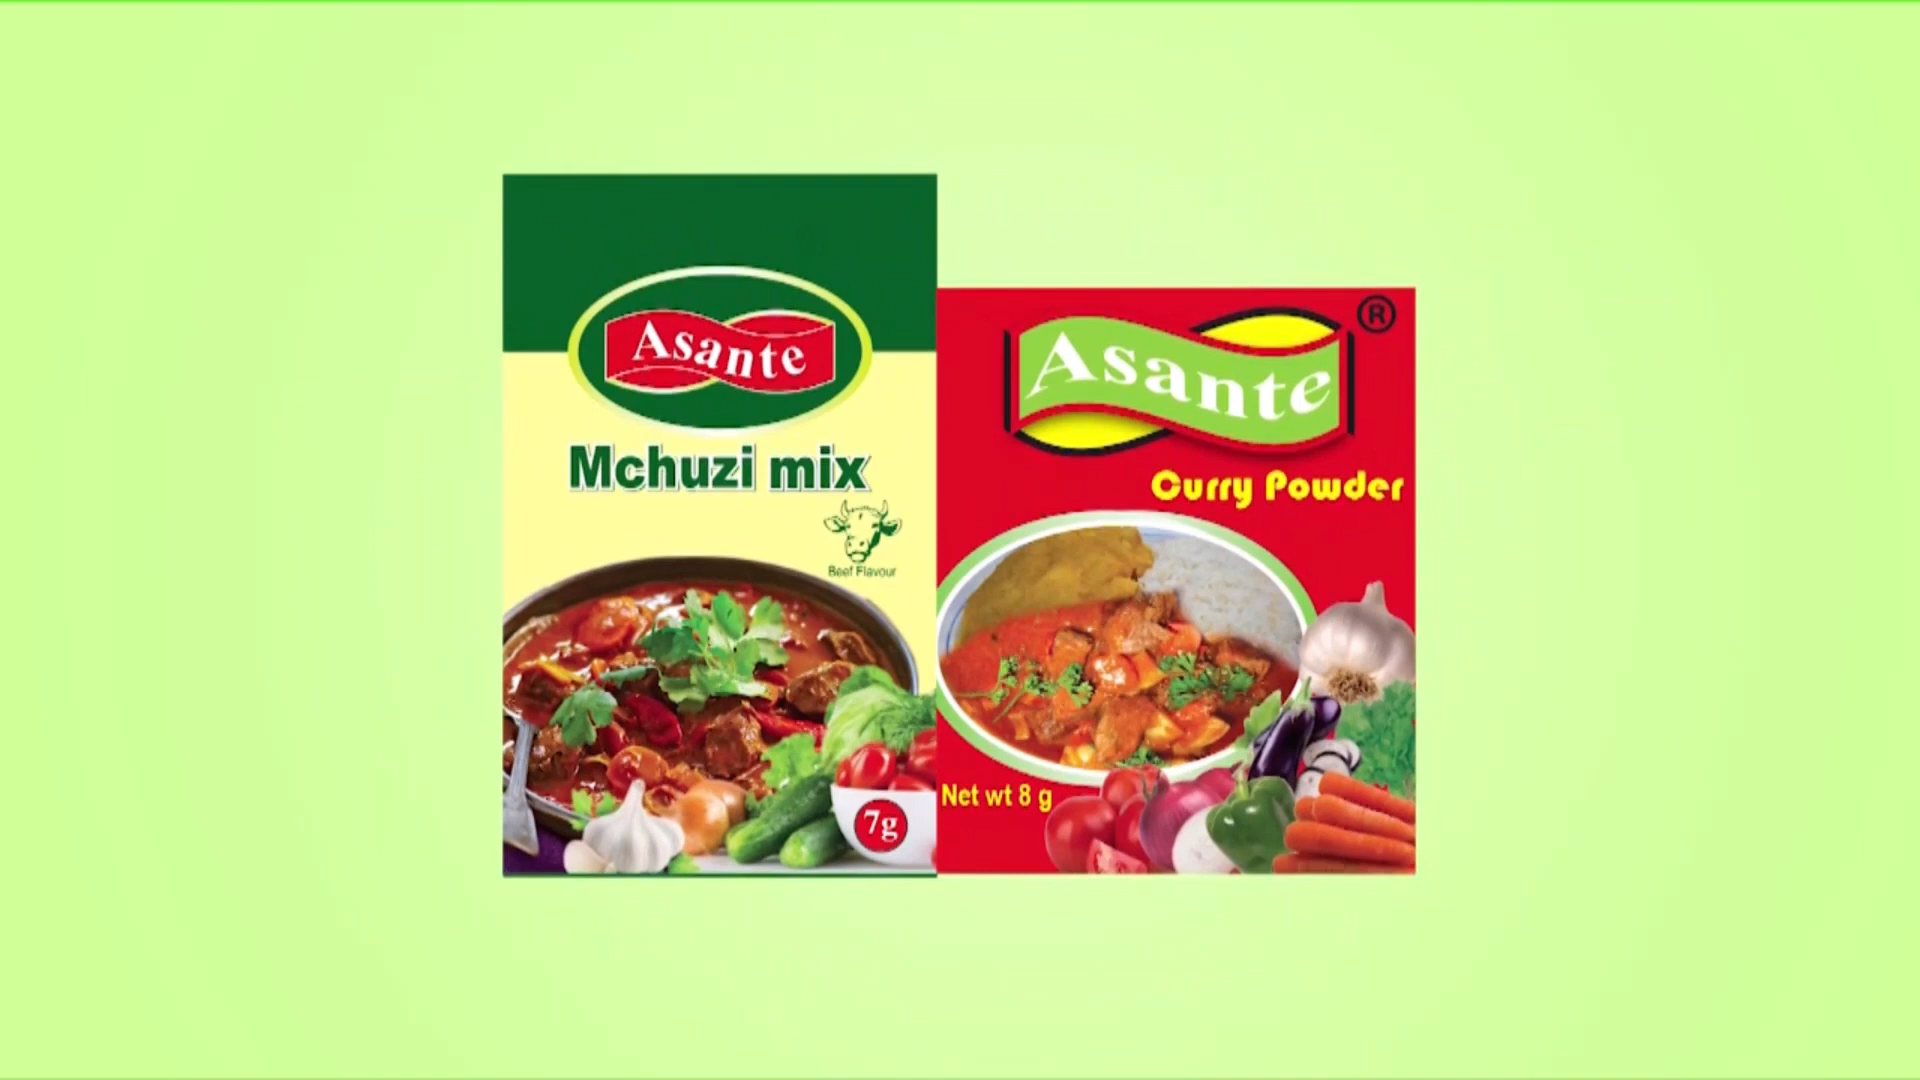 Asante
Mchuzi mix
Beef Flavour
7g
Asante
®
Curry Powder
Net wt 8 g